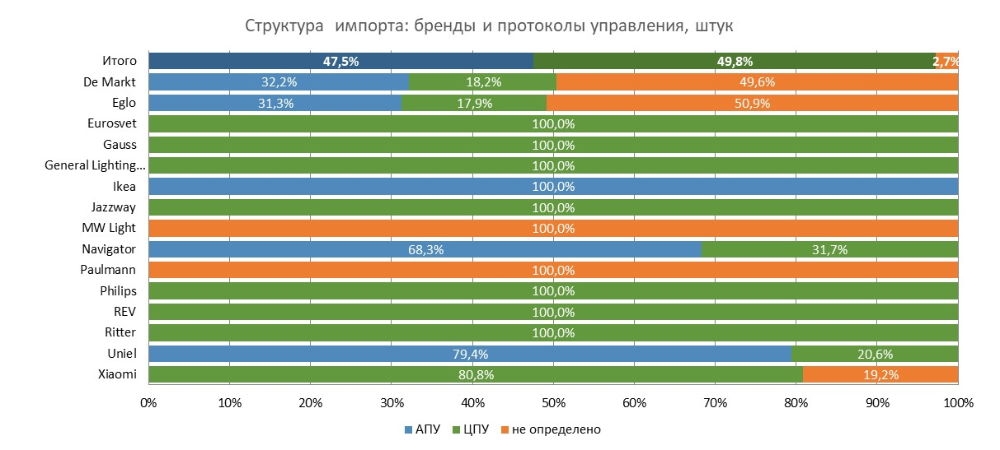 Структура импорта: бренды и протоколы управления, штук
Итого 47,5% 49,8% 2,7%
De Markt 32,2% 18,2% 49,6%
Eglo 31,3% 17,9% 50,9%
Eurosvet 100,0%
Gauss 100,0%
General Lighting... 100,0%
Ikea 100,0%
Jazzway 100,0%
MW Light 100,0%
Navigator 68,3% 31,7%
Paulmann 100,0%
Philips 100,0%
REV 100,0%
Ritter 100,0%
Uniel 79,4% 20,6%
Xiaomi 80,8% 19,2%
0% 10% 20% 30% 40% 50% 60% 70% 80% 90% 100%
АПУ ЦПУ не определено